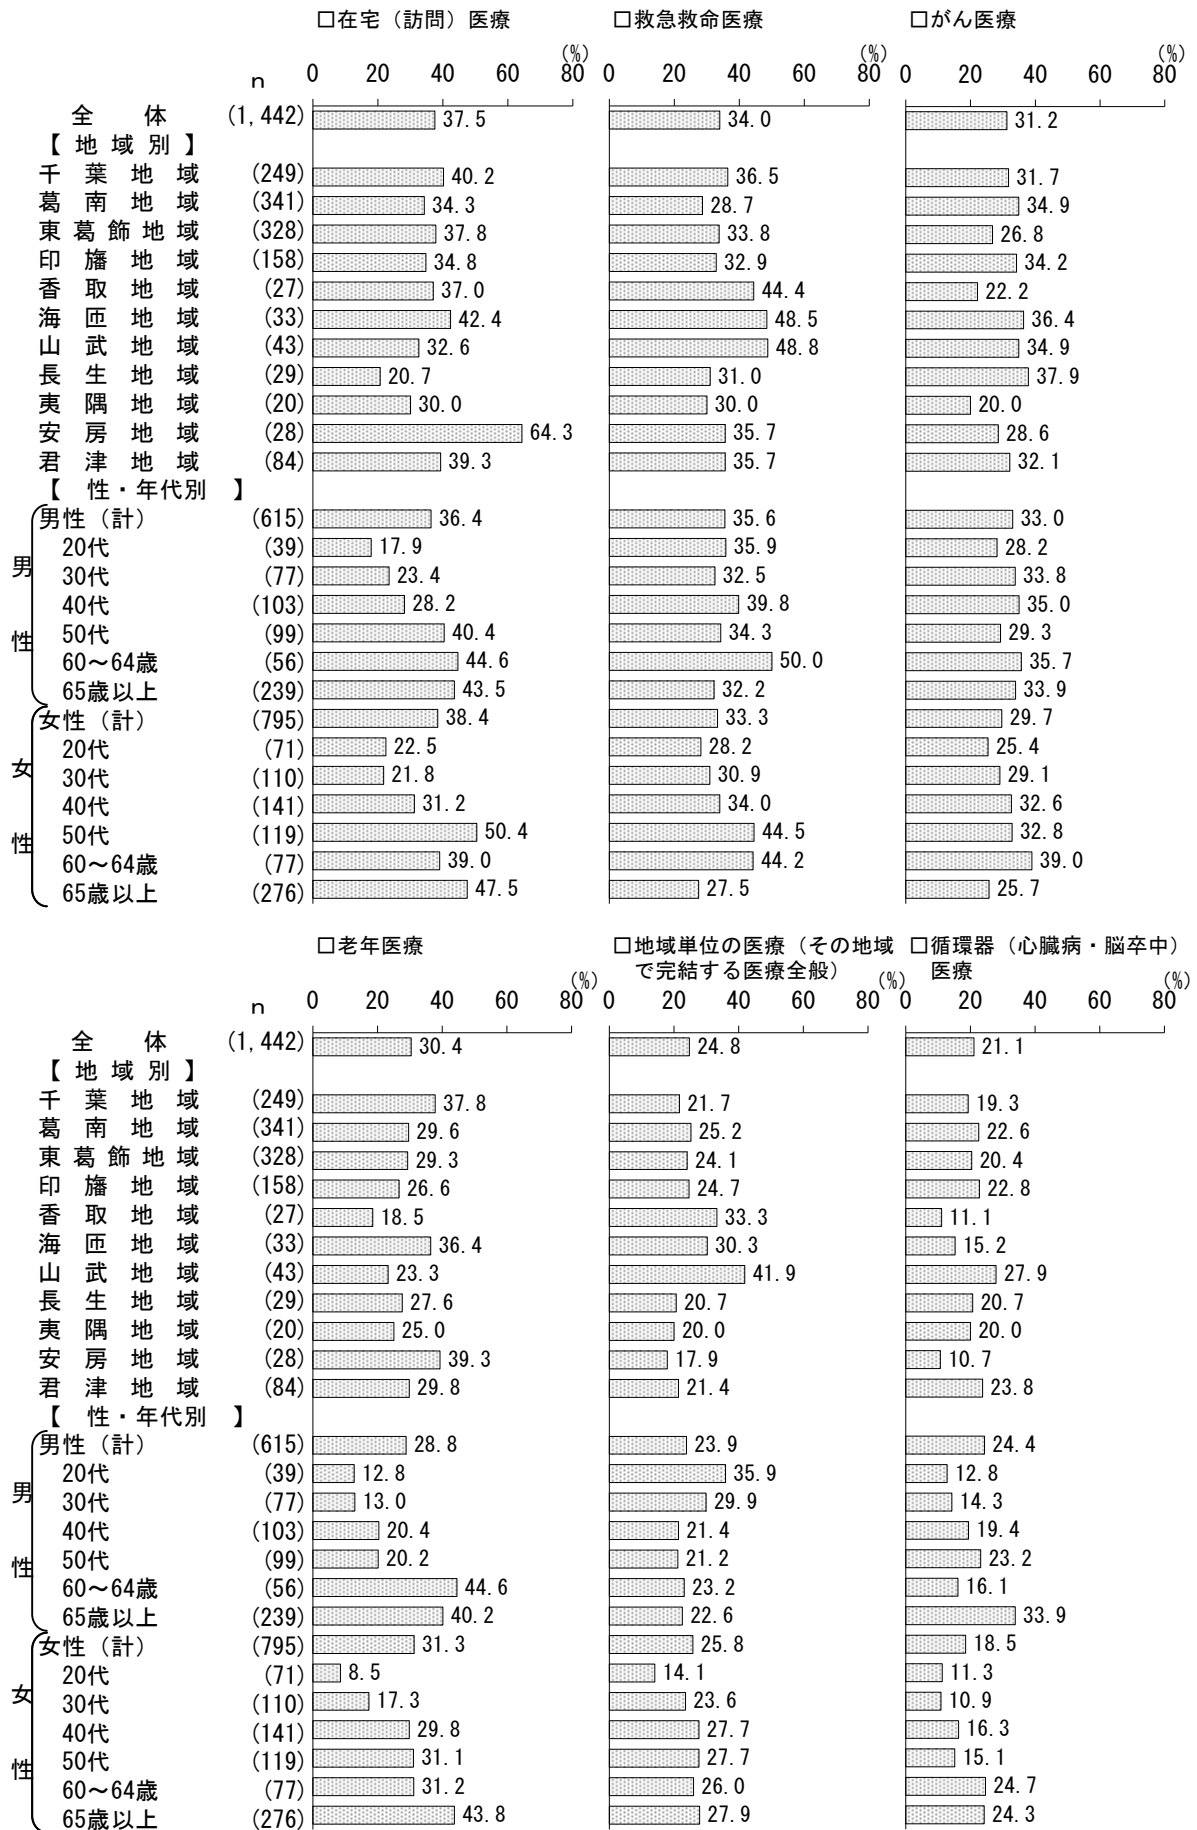 □在宅（訪問）医療 □救急救命医療 □がん医療
(%) (%) (%)
n 0 20 40 60 80 0 20 40 60 80 0 20 40 60 80
全体 (1,442) 37.5 34.0 31.2
【地域別】
千葉地域 (249) 40.2 36.5 31.7
葛南地域 (341) 34.3 28.7 34.9
東葛飾地域 (328) 37.8 33.8 26.8
印旛地域 (158) 34.8 32.9 34.2
香取地域 (27) 37.0 44.4 22.2
海匝地域 (33) 42.4 48.5 36.4
山武地域 (43) 32.6 48.8 34.9
長生地域 (29) 20.7 31.0 37.9
夷隅地域 (20) 30.0 30.0 20.0
安房地域 (28) 64.3 35.7 28.6
君津地域 (84) 39.3 35.7 32.1
【性・年代別】
男性
男性（計） (615) 36.4 35.6 33.0
20代 (39) 17.9 35.9 28.2
30代 (77) 23.4 32.5 33.8
40代 (103) 28.2 39.8 35.0
50代 (99) 40.4 34.3 29.3
60～64歳 (56) 44.6 50.0 35.7
65歳以上 (239) 43.5 32.2 33.9
女性
女性（計） (795) 38.4 33.3 29.7
20代 (71) 22.5 28.2 25.4
30代 (110) 21.8 30.9 29.1
40代 (141) 31.2 34.0 32.6
50代 (119) 50.4 44.5 32.8
60～64歳 (77) 39.0 44.2 39.0
65歳以上 (276) 47.5 27.5 25.7
□老年医療 □地域単位の医療（その地域 □循環器（心臓病・脳卒中）
で完結する医療全般） 医療
(%) (%) (%)
n 0 20 40 60 80 0 20 40 60 80 0 20 40 60 80
全体 (1,442) 30.4 24.8 21.1
【地域別】
千葉地域 (249) 37.8 21.7 19.3
葛南地域 (341) 29.6 25.2 22.6
東葛飾地域 (328) 29.3 24.1 20.4
印旛地域 (158) 26.6 24.7 22.8
香取地域 (27) 18.5 33.3 11.1
海匝地域 (33) 36.4 30.3 15.2
山武地域 (43) 23.3 41.9 27.9
長生地域 (29) 27.6 20.7 20.7
夷隅地域 (20) 25.0 20.0 20.0
安房地域 (28) 39.3 17.9 10.7
君津地域 (84) 29.8 21.4 23.8
【性・年代別】
男性
男性（計） (615) 28.8 23.9 24.4
20代 (39) 12.8 35.9 12.8
30代 (77) 13.0 29.9 14.3
40代 (103) 20.4 21.4 19.4
50代 (99) 20.2 21.2 23.2
60～64歳 (56) 44.6 23.2 16.1
65歳以上 (239) 40.2 22.6 33.9
女性
女性（計） (795) 31.3 25.8 18.5
20代 (71) 8.5 14.1 11.3
30代 (110) 17.3 23.6 10.9
40代 (141) 29.8 27.7 16.3
50代 (119) 31.1 27.7 15.1
60～64歳 (77) 31.2 26.0 24.7
65歳以上 (276) 43.8 27.9 24.3